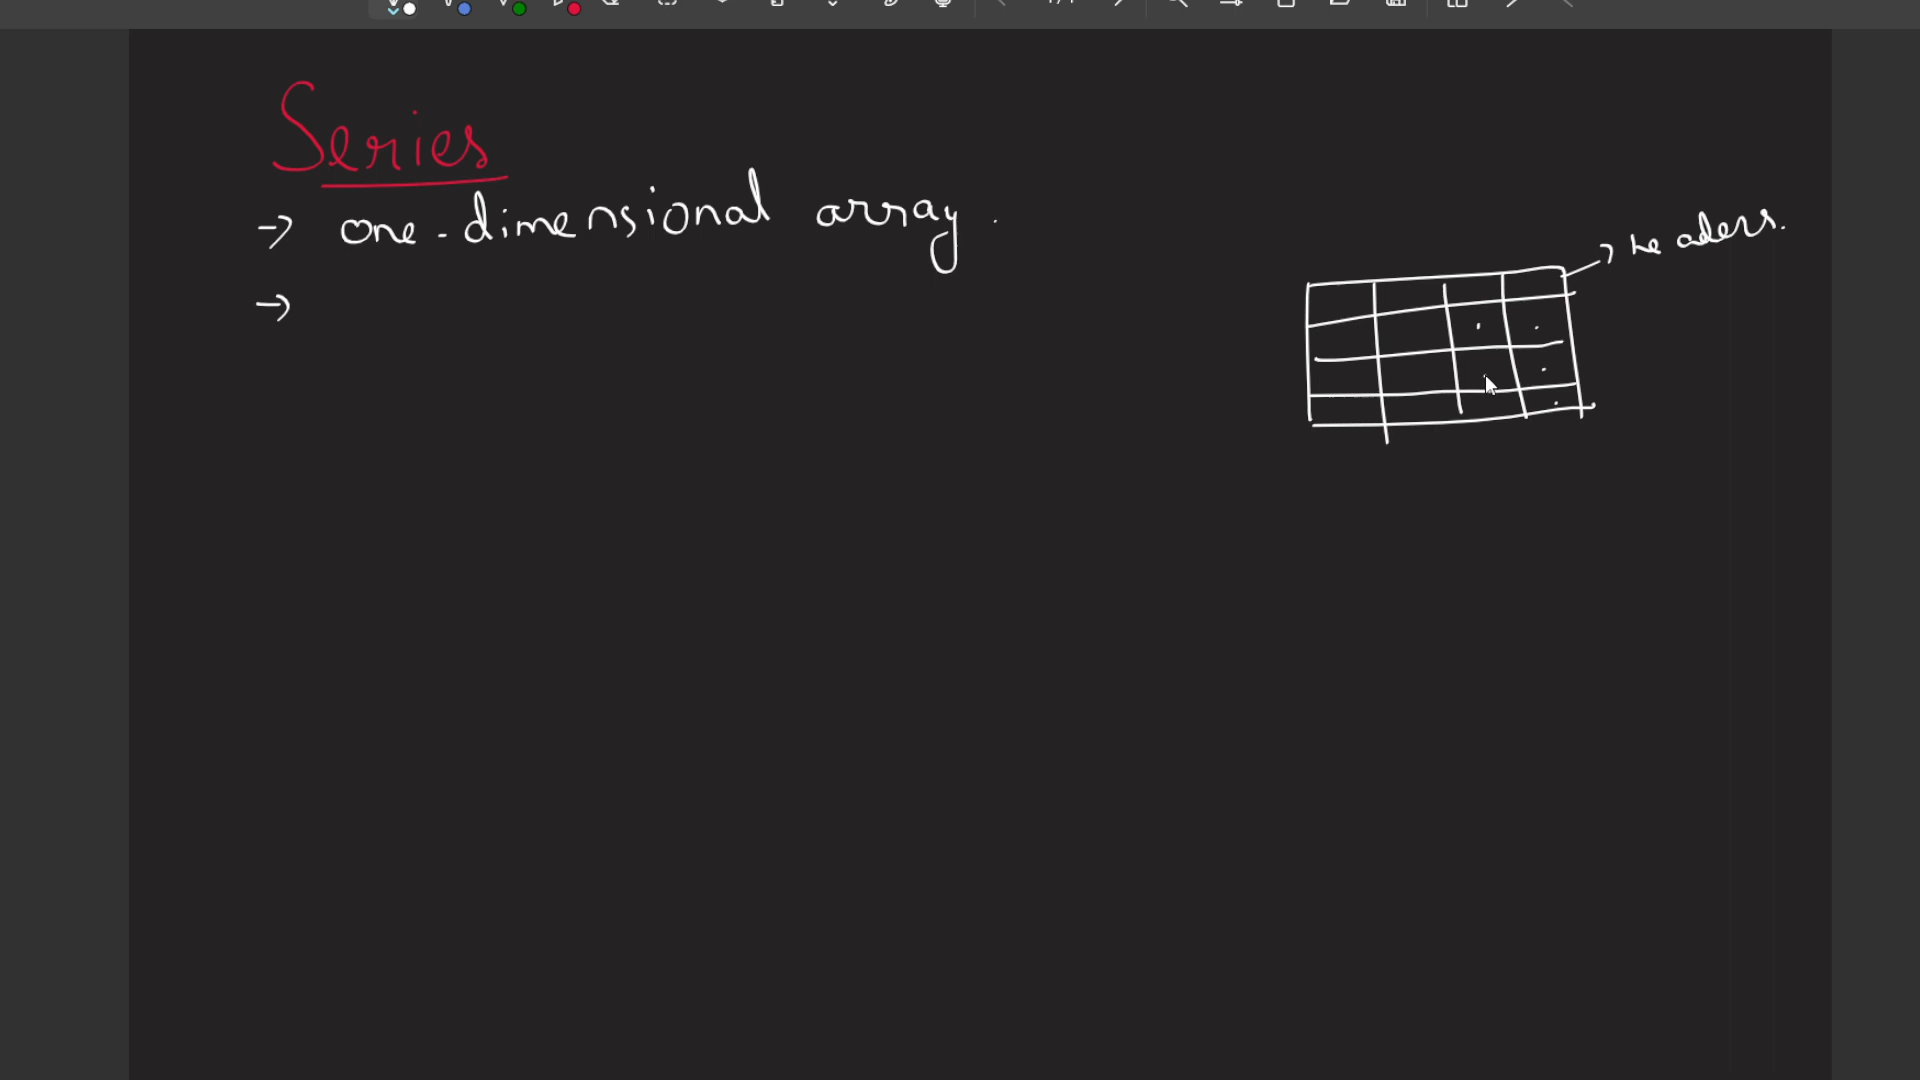 Series
→ one-dimensional array.
→
→ headers.